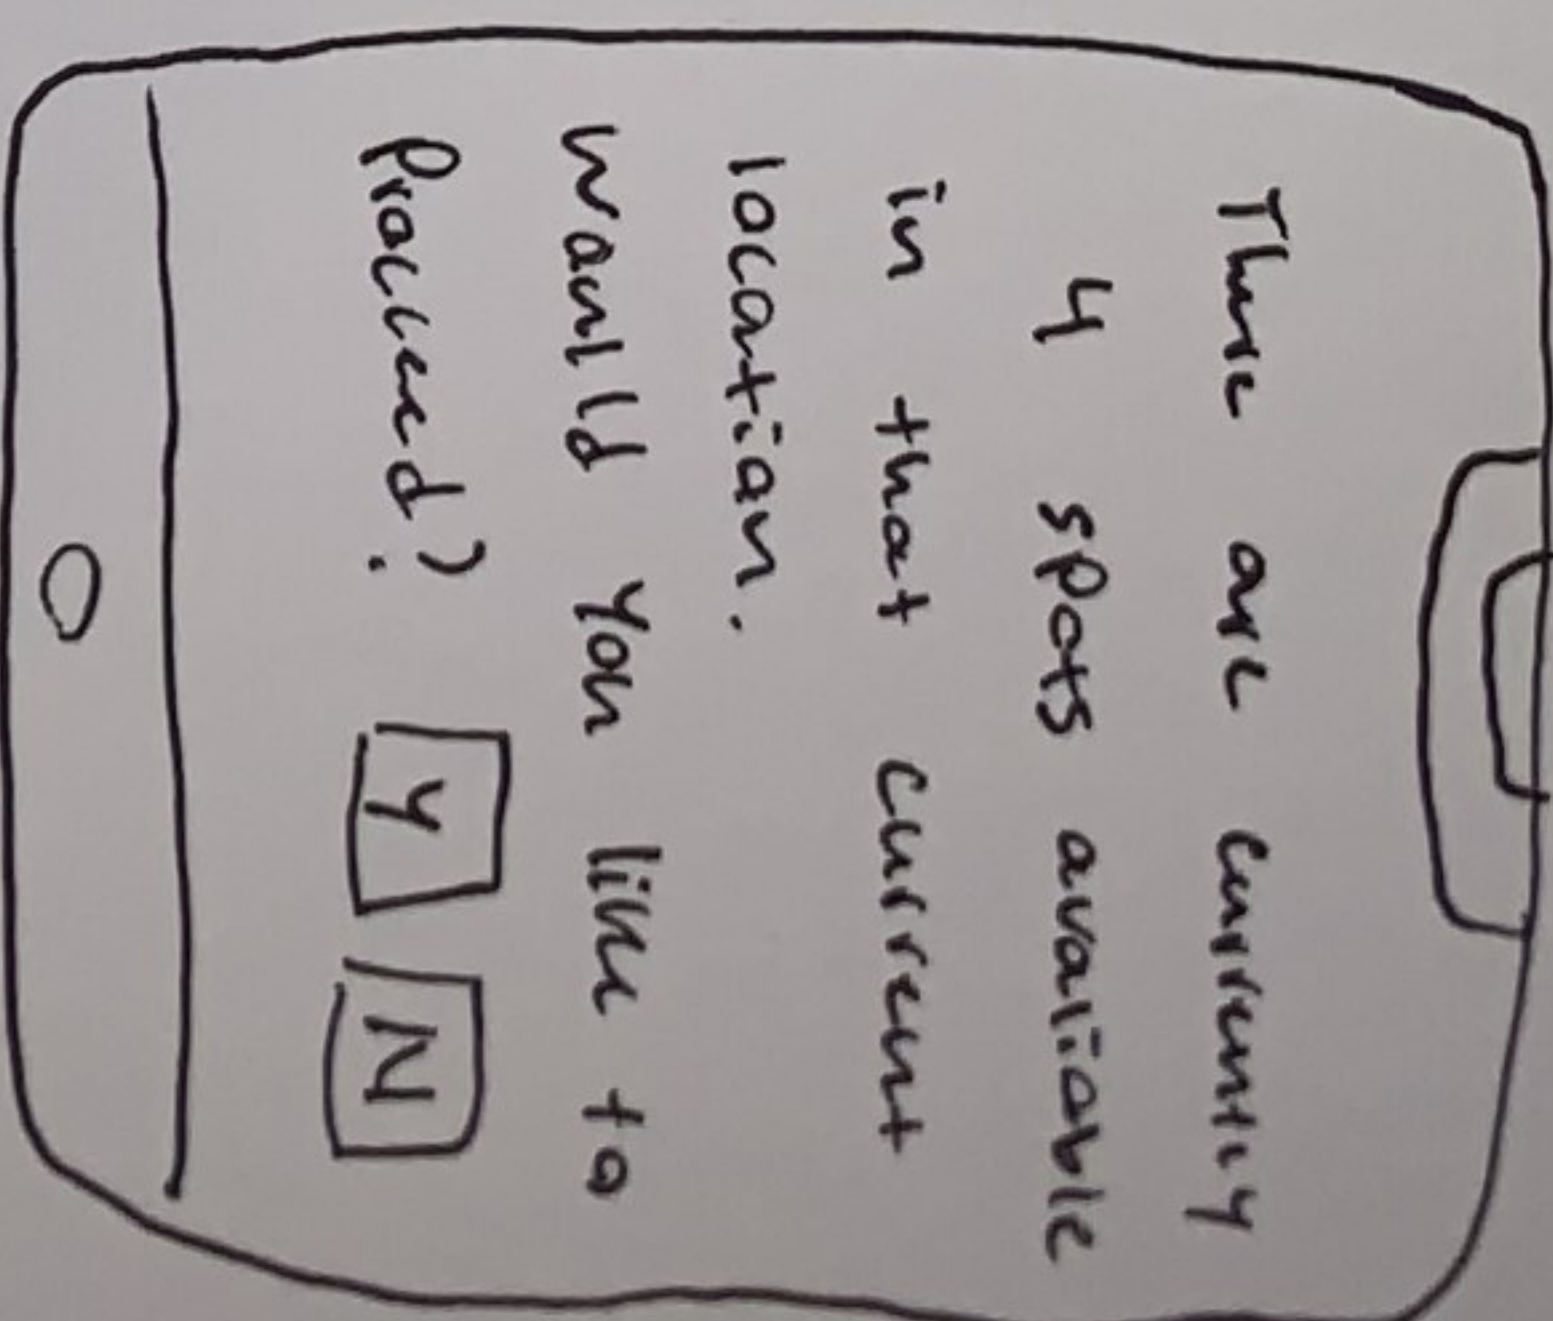 There are currently
4 spots avaliable
in that current
location.
Would you like to
Proceed? Y N